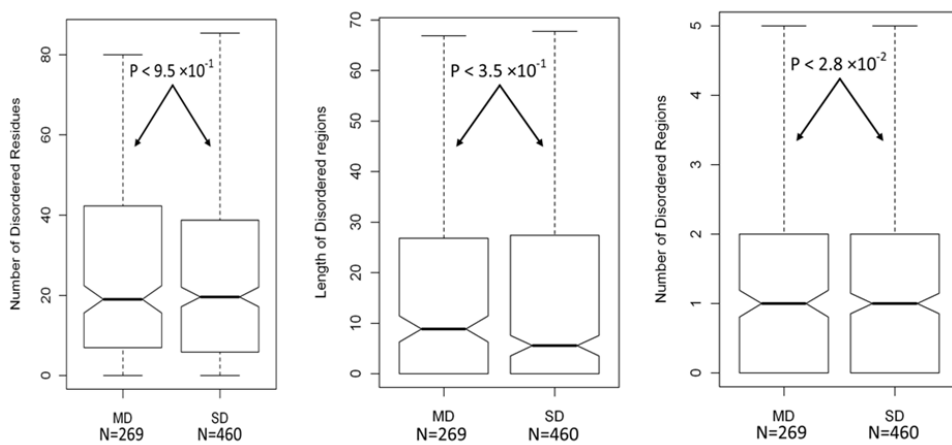 Number of Disordered Residues
80
60
40
20
0
P < 9.5 ×10⁻¹
MD
N=269
SD
N=460
Length of Disordered regions
70
60
50
40
30
20
10
0
P < 3.5 ×10⁻¹
MD
N=269
SD
N=460
Number of Disordered Regions
5
4
3
2
1
0
P < 2.8 ×10⁻²
MD
N=269
SD
N=460